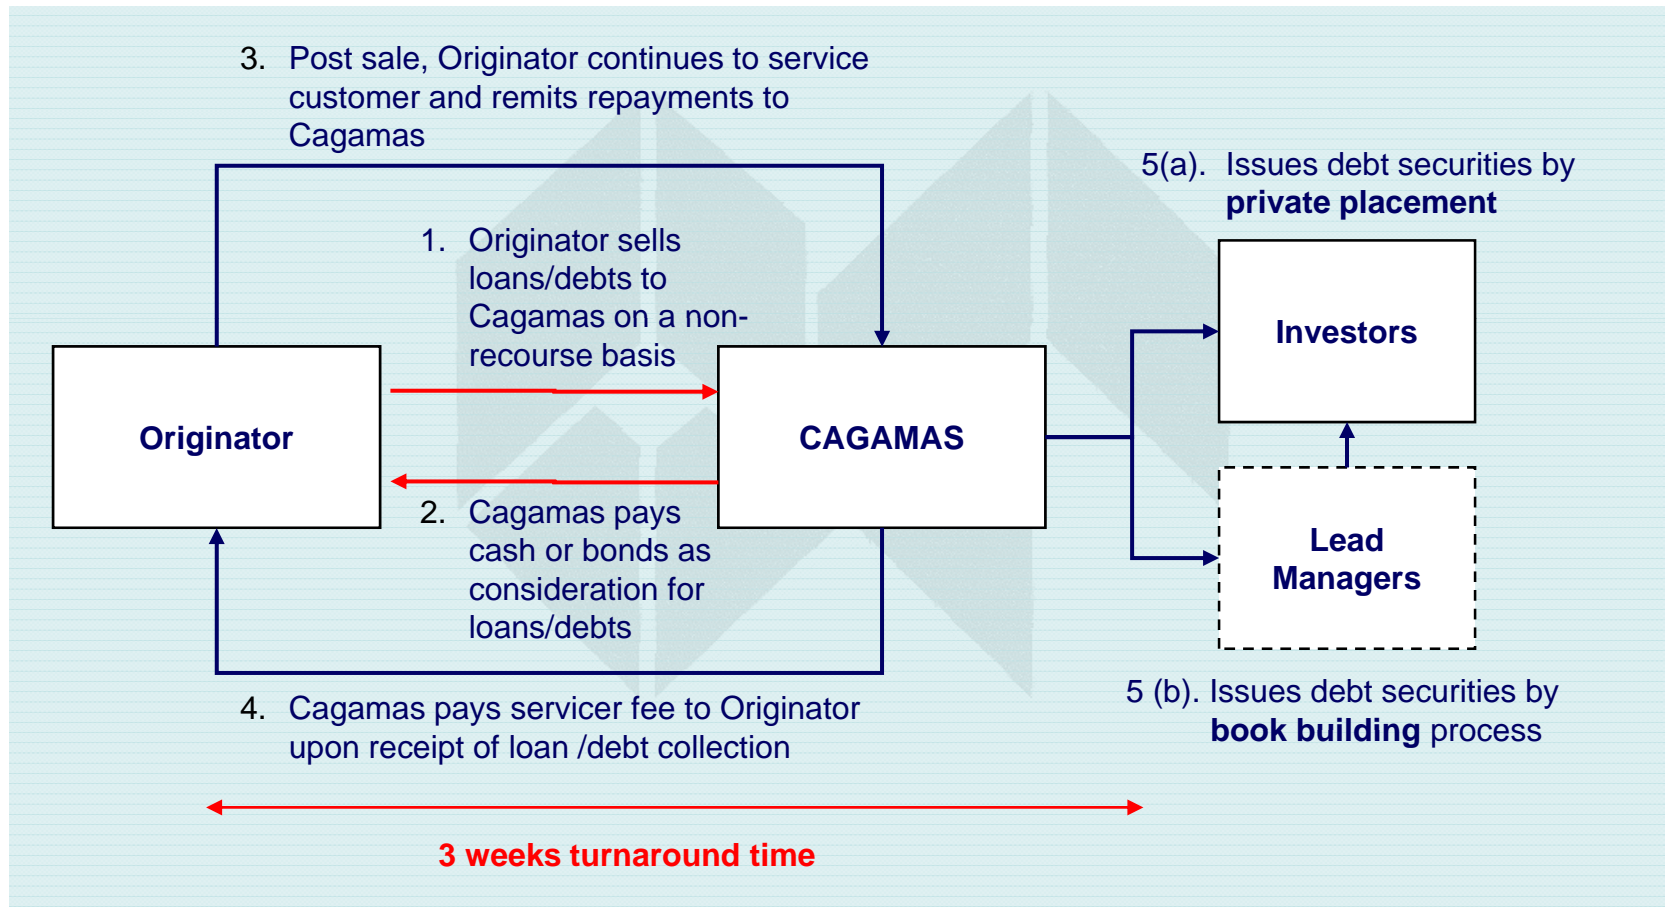 3. Post sale, Originator continues to service
customer and remits repayments to
Cagamas
5(a). Issues debt securities by
private placement
1. Originator sells
loans/debts to
Cagamas on a non-
recourse basis
Investors
Originator
CAGAMAS
2. Cagamas pays
cash or bonds as
consideration for
loans/debts
Lead
Managers
4. Cagamas pays servicer fee to Originator
upon receipt of loan /debt collection
5 (b). Issues debt securities by
book building process
3 weeks turnaround time